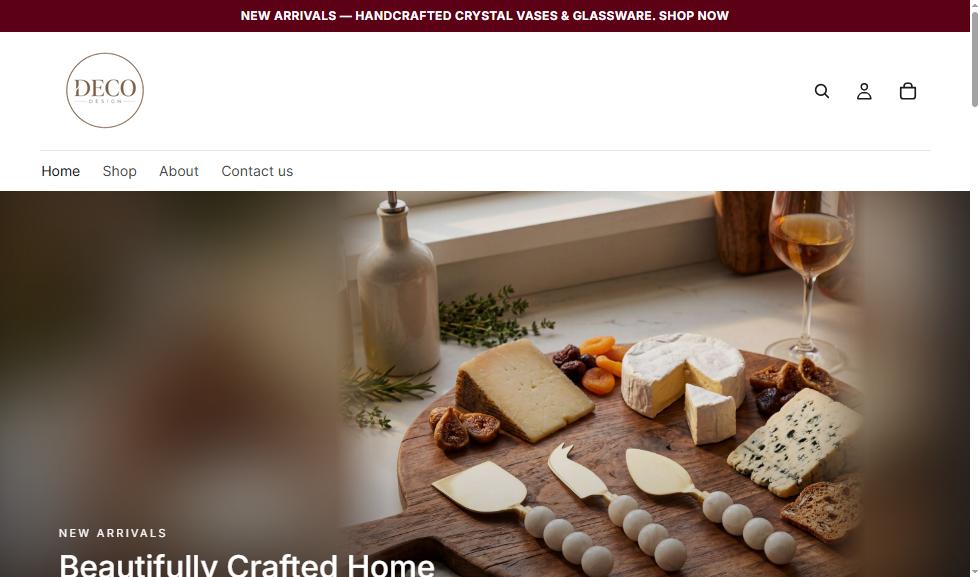 NEW ARRIVALS — HANDCRAFTED CRYSTAL VASES & GLASSWARE. SHOP NOW
DECO
DESIGN
Home Shop About Contact us
NEW ARRIVALS
Beautifully Crafted Home